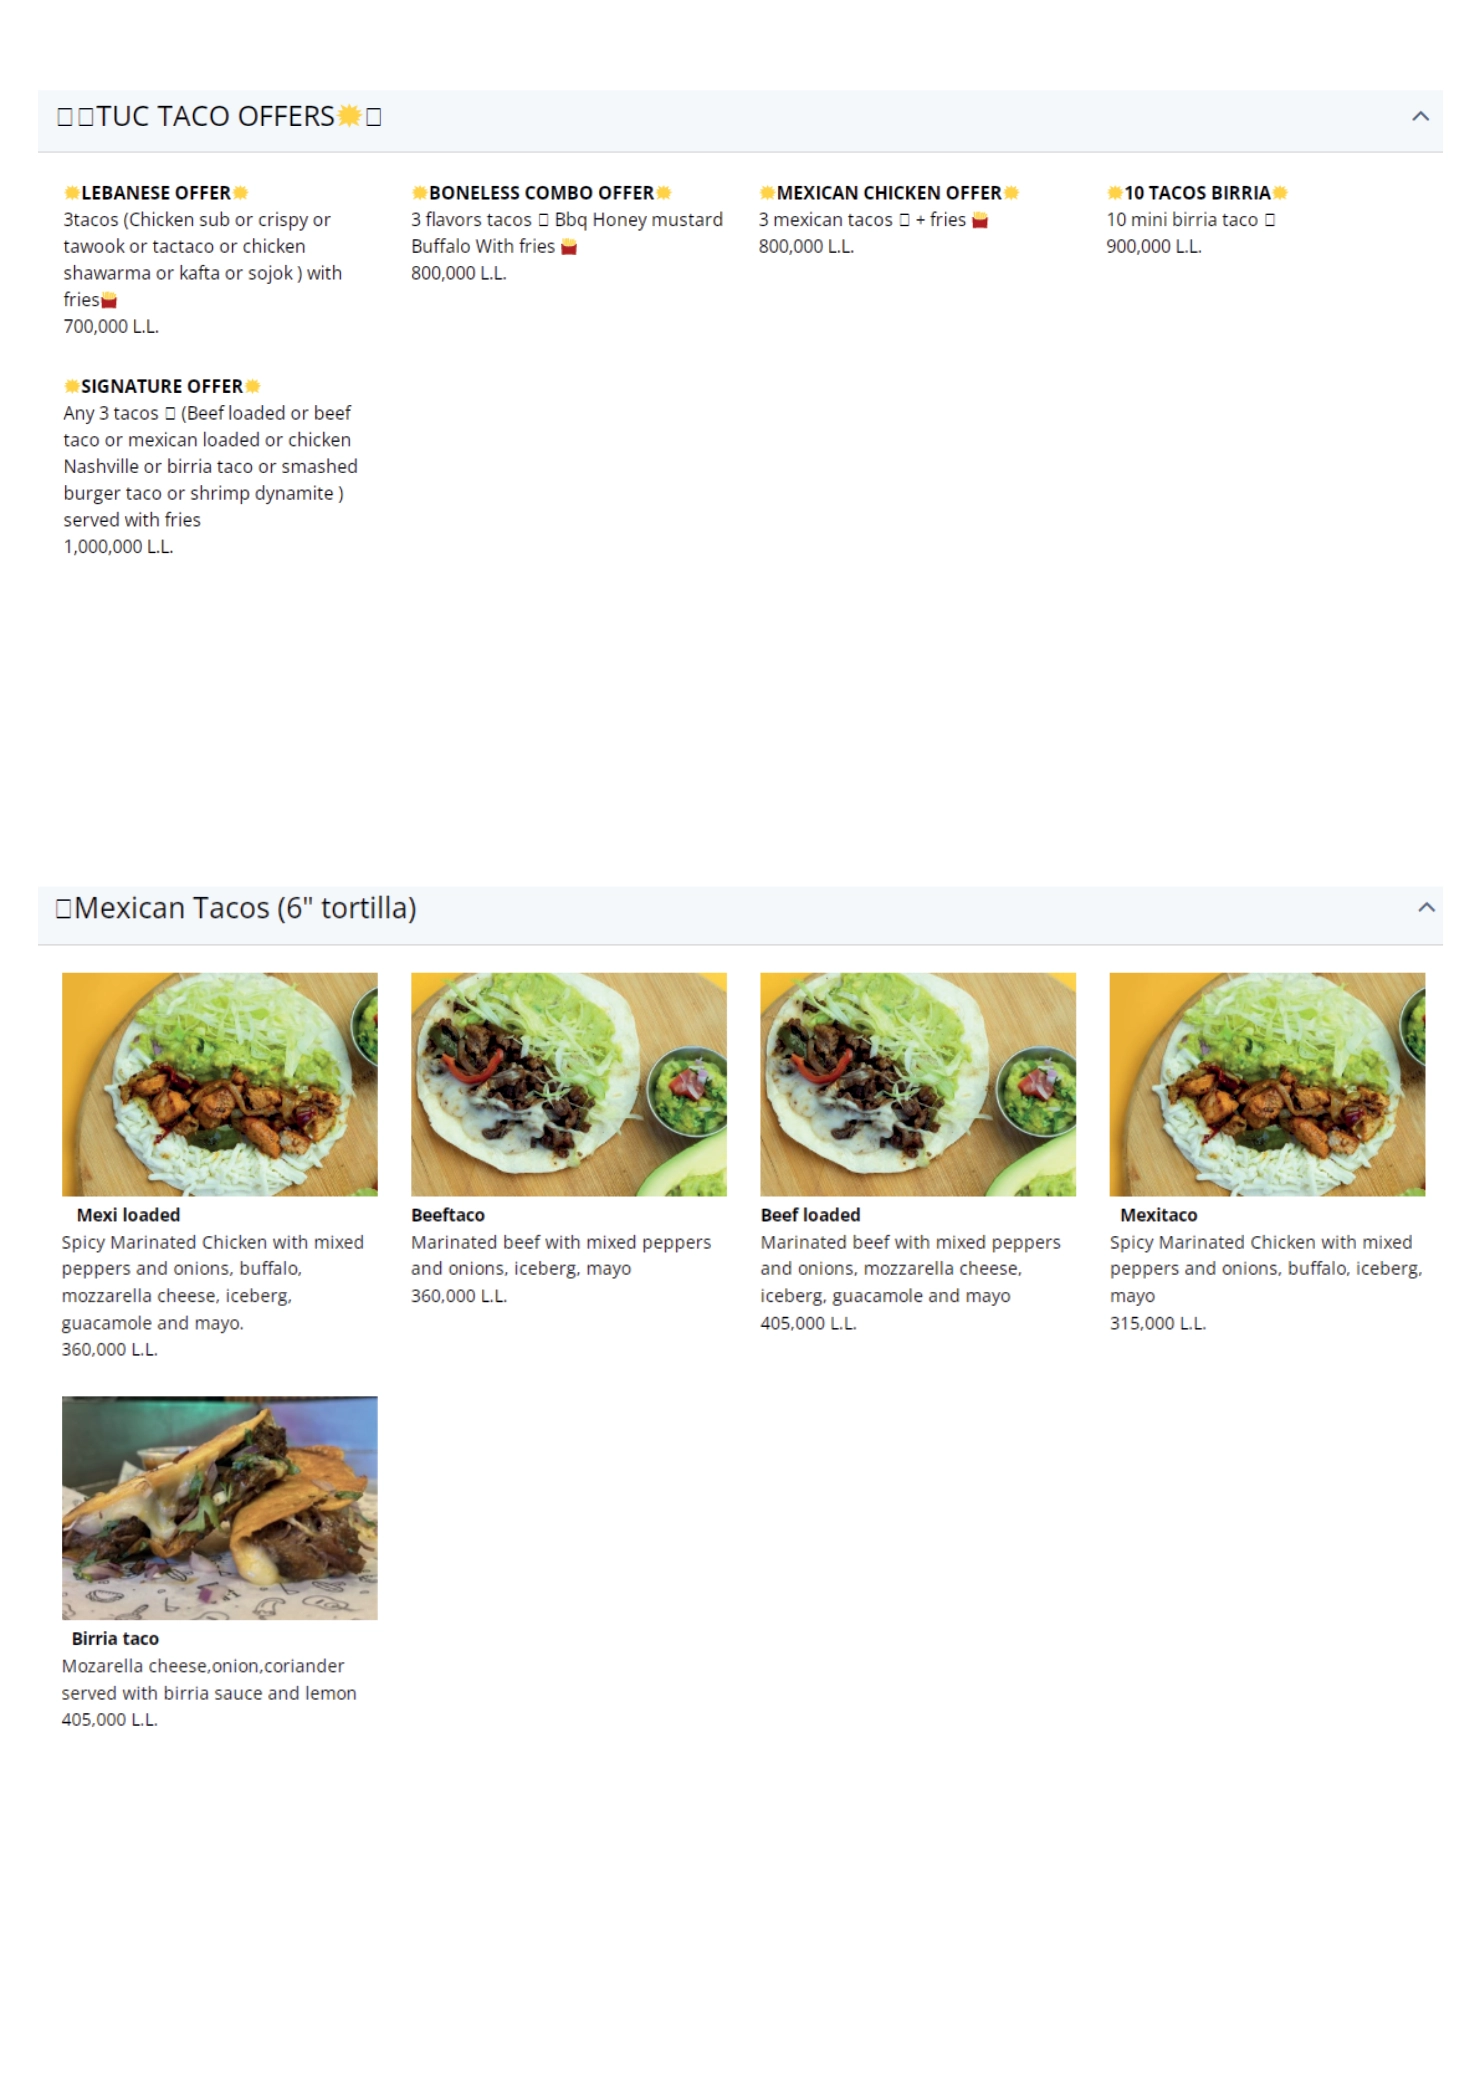 TUC TACO OFFERS
LEBANESE OFFER
3tacos (Chicken sub or crispy or
tawook or tactaco or chicken
shawarma or kafta or sojok ) with
fries🍟
700,000 L.L.
BONELESS COMBO OFFER
3 flavors tacos Bbq Honey mustard
Buffalo With fries 🍟
800,000 L.L.
MEXICAN CHICKEN OFFER
3 mexican tacos + fries 🍟
800,000 L.L.
10 TACOS BIRRIA
10 mini birria taco
900,000 L.L.
SIGNATURE OFFER
Any 3 tacos (Beef loaded or beef
taco or mexican loaded or chicken
Nashville or birria taco or smashed
burger taco or shrimp dynamite )
served with fries
1,000,000 L.L.
Mexican Tacos (6" tortilla)
Mexi loaded
Spicy Marinated Chicken with mixed
peppers and onions, buffalo,
mozzarella cheese, iceberg,
guacamole and mayo.
360,000 L.L.
Beeftaco
Marinated beef with mixed peppers
and onions, iceberg, mayo
360,000 L.L.
Beef loaded
Marinated beef with mixed peppers
and onions, mozzarella cheese,
iceberg, guacamole and mayo
405,000 L.L.
Mexitaco
Spicy Marinated Chicken with mixed
peppers and onions, buffalo, iceberg,
mayo
315,000 L.L.
Birria taco
Mozarella cheese,onion,coriander
served with birria sauce and lemon
405,000 L.L.